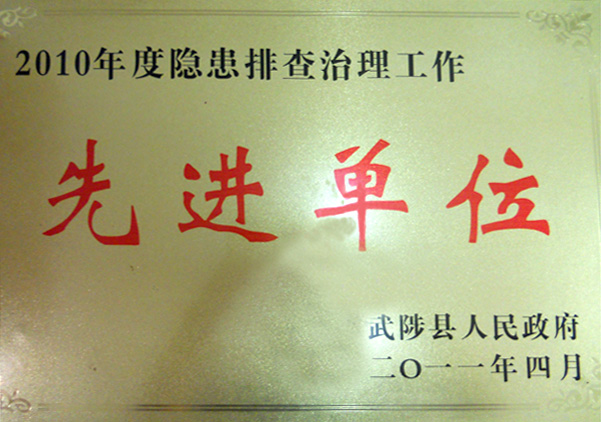 2010年度隐患排查治理工作
先进单位
武陟县人民政府
二〇一一年四月